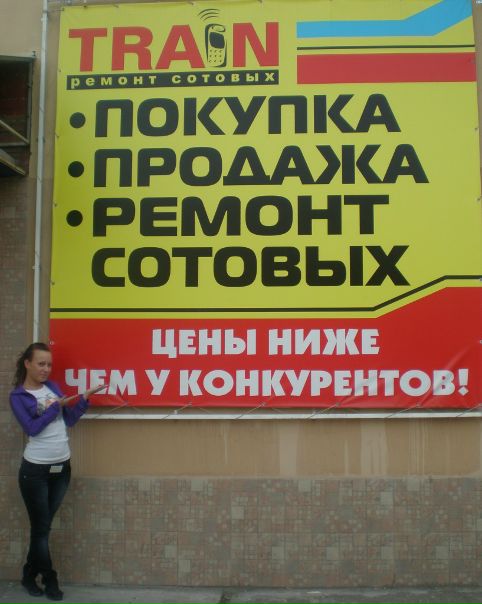 TRAIN
ремонт сотовых
• ПОКУПКА
• ПРОДАЖА
• РЕМОНТ
СОТОВЫХ
ЦЕНЫ НИЖЕ
ЧЕМ У КОНКУРЕНТОВ!